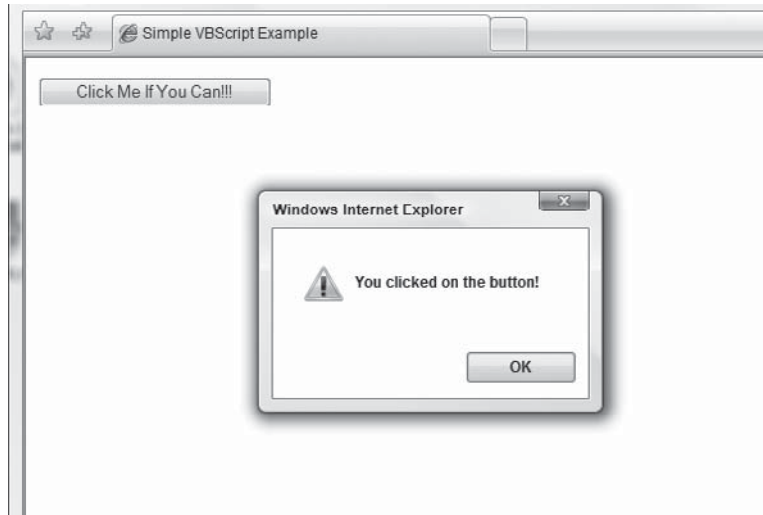 Simple VBScript Example
Click Me If You Can!!!
Windows Internet Explorer
You clicked on the button!
OK